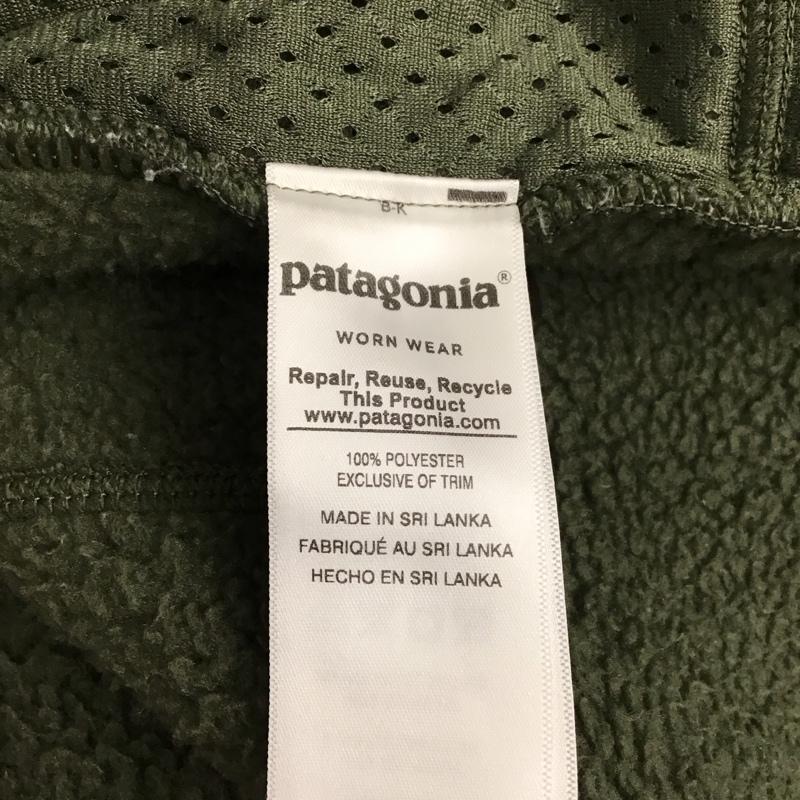 B-K
patagonia®
WORN WEAR
Repair, Reuse, Recycle
This Product
www.patagonia.com
100% POLYESTER
EXCLUSIVE OF TRIM
MADE IN SRI LANKA
FABRIQUÉ AU SRI LANKA
HECHO EN SRI LANKA